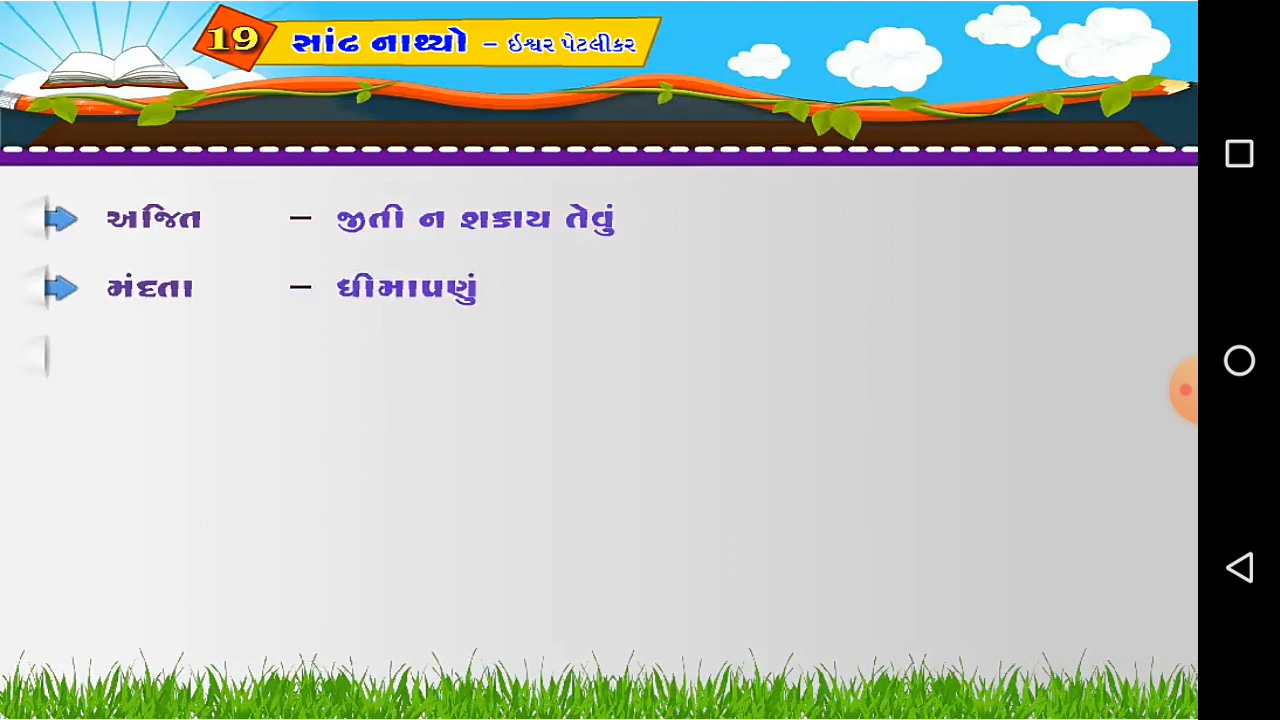 19 સાંઢ નાથ્યો – ઈશ્વર પેટલીકર
અજિત – જીતી ન શકાય તેવું
મંદતા – ધીમાપણું